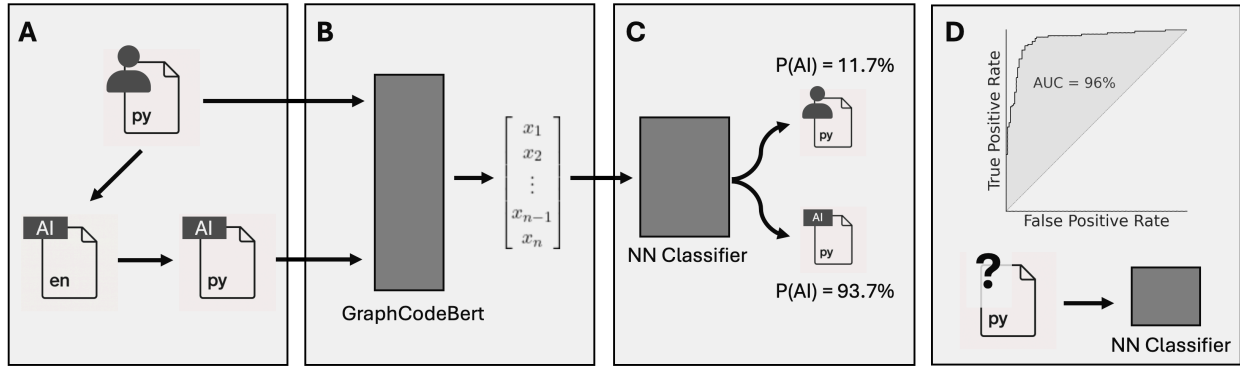 A
py
AI
en
AI
py
B
GraphCodeBert
x₁
x₂
⋮
xₙ₋₁
xₙ
C
P(AI) = 11.7%
py
NN Classifier
AI
py
P(AI) = 93.7%
D
True Positive Rate
AUC = 96%
False Positive Rate
?
py
NN Classifier